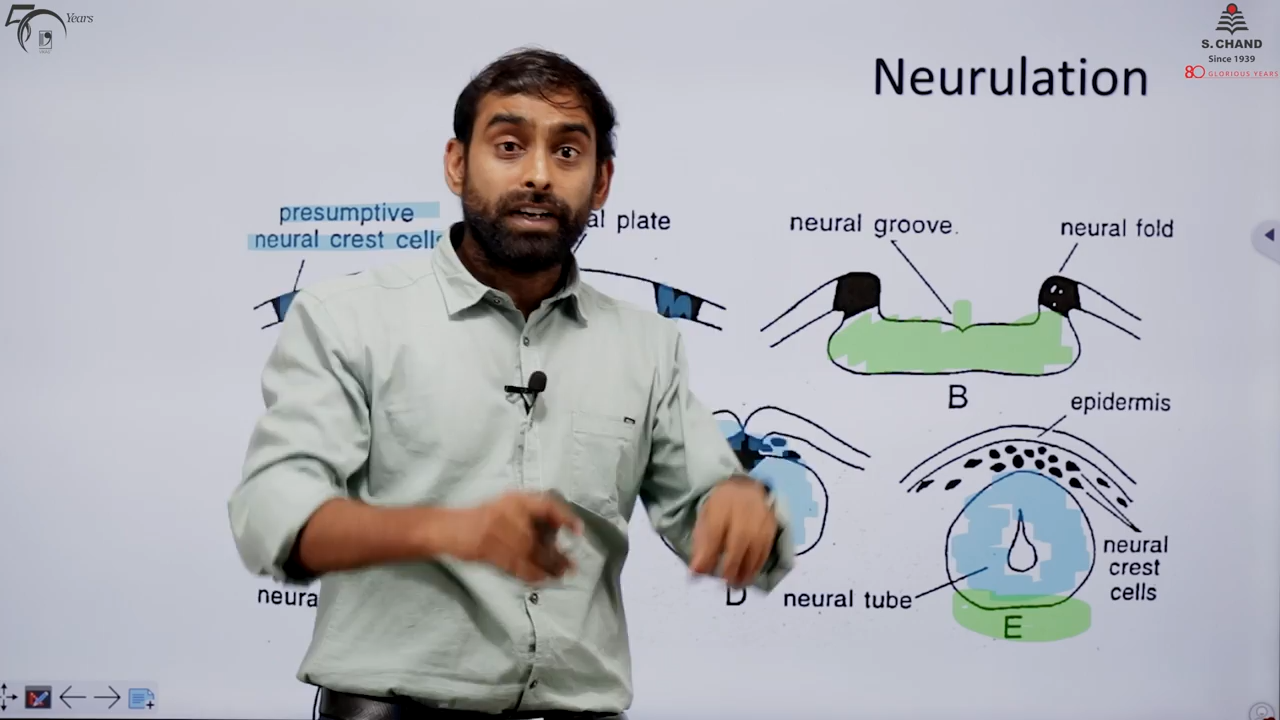 50 Years
S. CHAND
Since 1939
80 GLORIOUS YEARS
Neurulation
presumptive
neural crest cells
al plate
neural groove.
neural fold
B
epidermis
neural
crest
cells
neura
D
neural tube
E